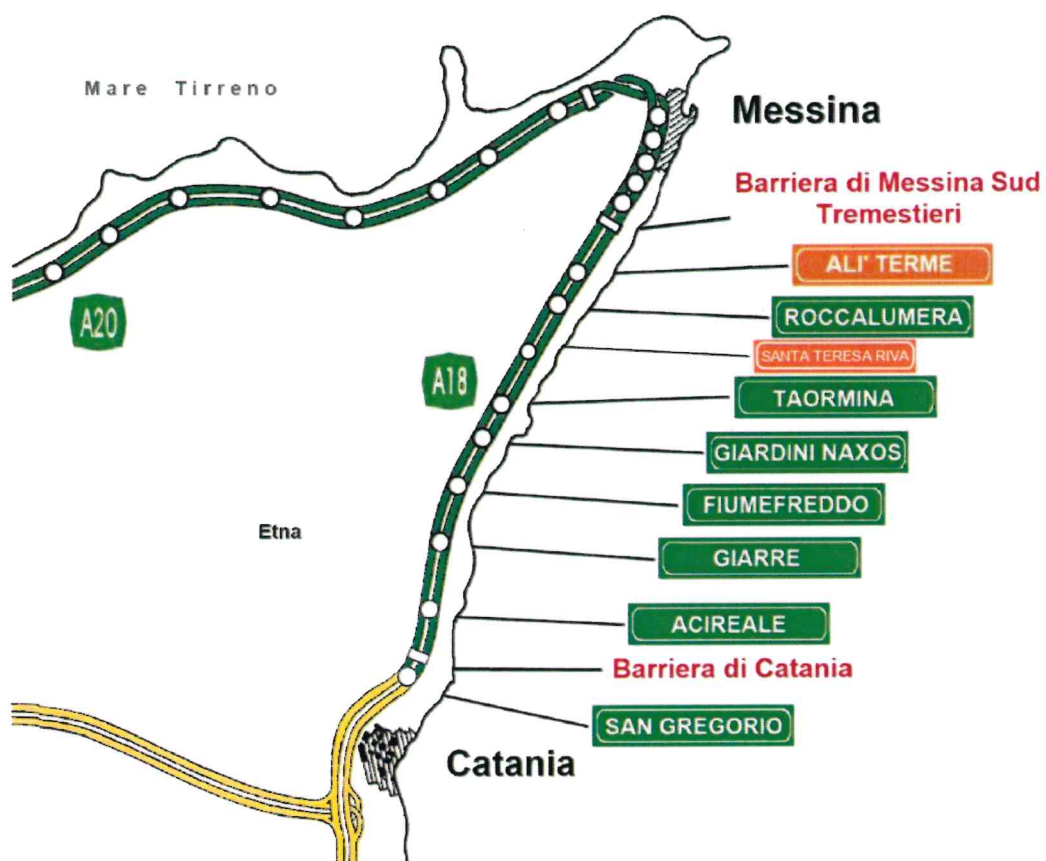 Mare Tirreno
Messina
Barriera di Messina Sud
Tremestieri
ALI' TERME
A20
ROCCALUMERA
SANTA TERESA RIVA
A18
TAORMINA
GIARDINI NAXOS
FIUMEFREDDO
Etna
GIARRE
ACIREALE
Barriera di Catania
SAN GREGORIO
Catania